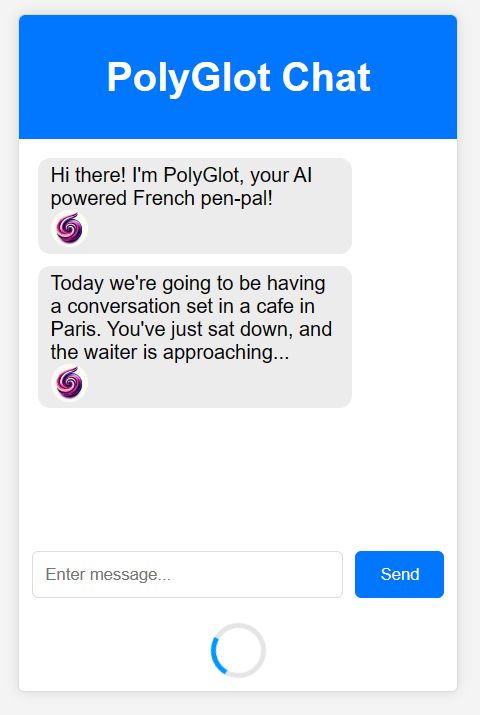 PolyGlot Chat
Hi there! I'm PolyGlot, your AI
powered French pen-pal!
Today we're going to be having
a conversation set in a cafe in
Paris. You've just sat down, and
the waiter is approaching...
Enter message...
Send